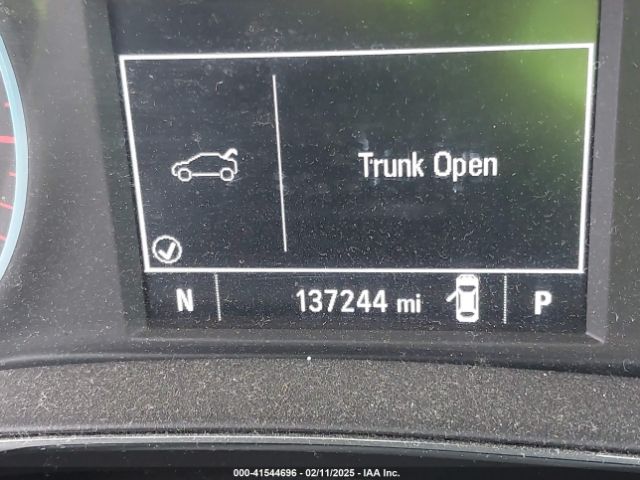 Trunk Open
N 137244 mi P
000-41544696 - 02/11/2025 - IAA Inc.